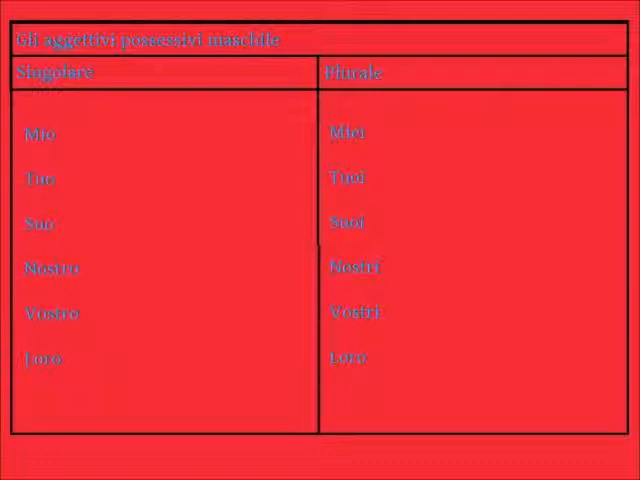 Gli aggettivi possessivi maschile
Singolare Plurale
Mio Miei
Tuo Tuoi
Suo Suoi
Nostro Nostri
Vostro Vostri
Loro Loro